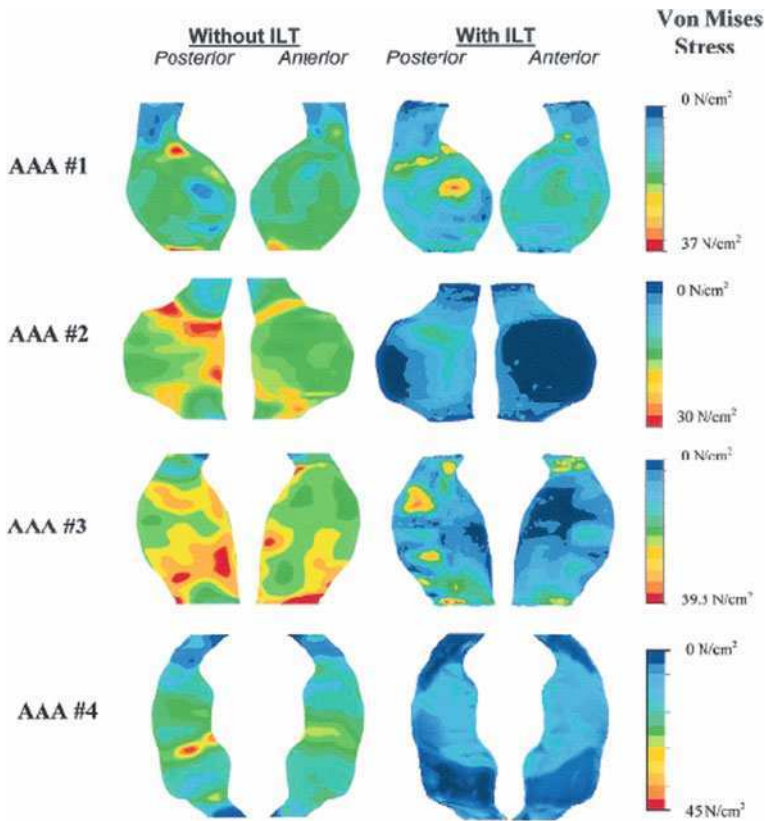 Without ILT With ILT Von Mises
Posterior Anterior Posterior Anterior Stress
0 N/cm²
AAA #1
37 N/cm²
0 N/cm²
AAA #2
30 N/cm²
0 N/cm²
AAA #3
39.5 N/cm²
0 N/cm²
AAA #4
45 N/cm²